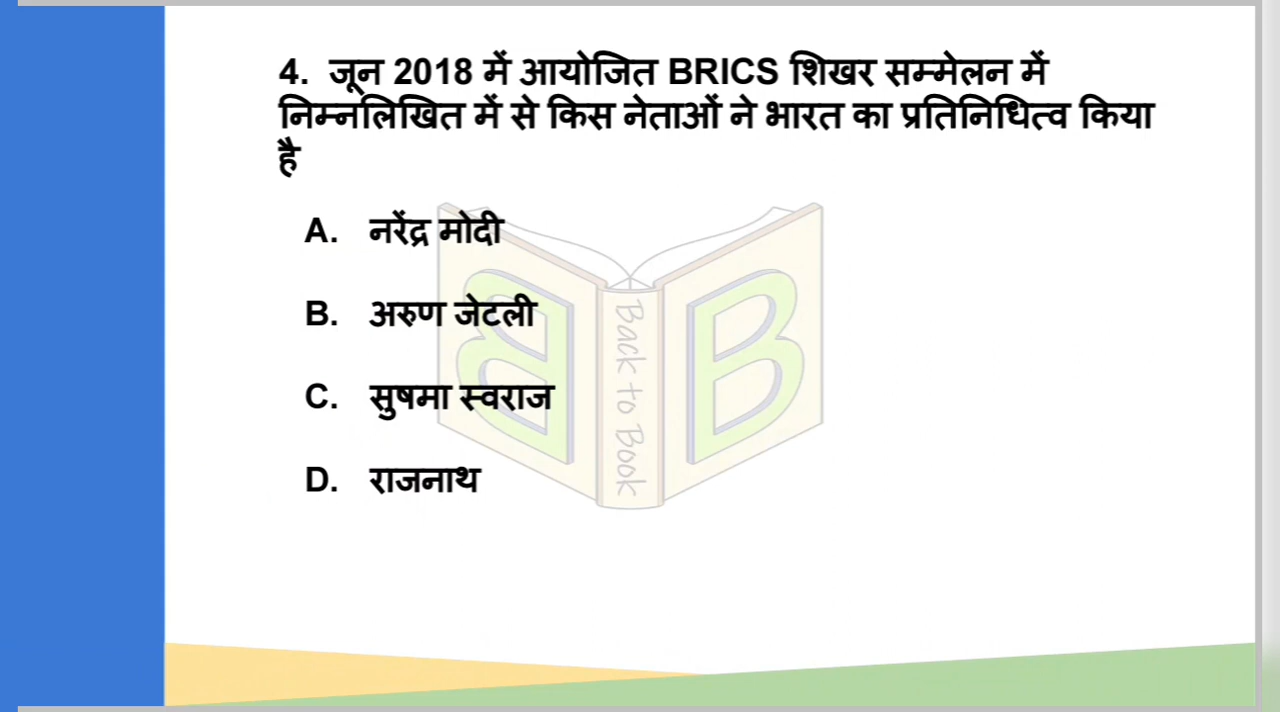 4. जून 2018 में आयोजित BRICS शिखर सम्मेलन में
निम्नलिखित में से किस नेताओं ने भारत का प्रतिनिधित्व किया
है
A. नरेंद्र मोदी
B. अरुण जेटली
C. सुषमा स्वराज
D. राजनाथ
B B
Back to Book